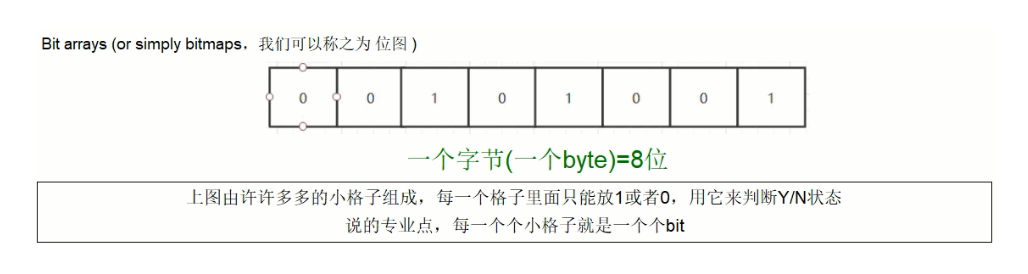 Bit arrays (or simply bitmaps，我们可以称之为 位图 )
0 0 1 0 1 0 0 1
一个字节(一个byte)=8位
上图由许许多多的小格子组成，每一个格子里面只能放1或者0，用它来判断Y/N状态
说的专业点，每一个个小格子就是一个个bit